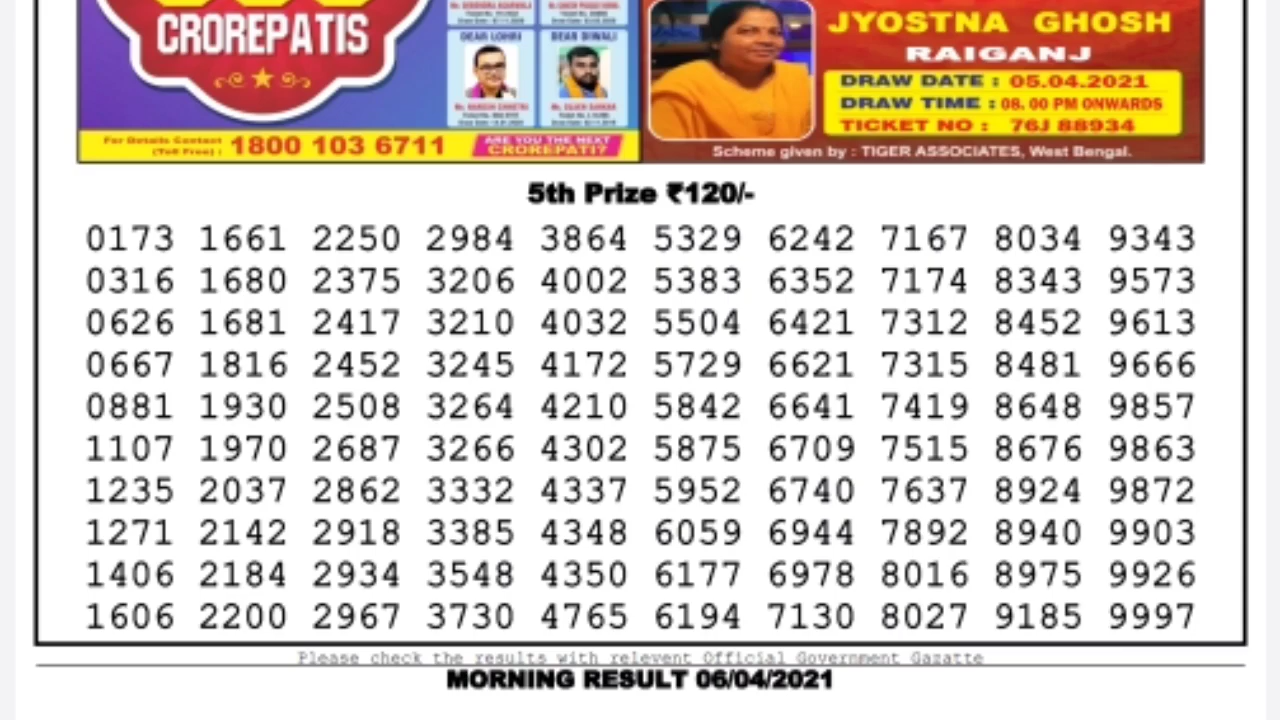 CROREPATIS
DEAR LOHRI
DEAR DIWALI
For Details Contact
(Toll Free) : 1800 103 6711
ARE YOU THE NEXT
CROREPATI?
JYOSTNA GHOSH
RAIGANJ
DRAW DATE : 05.04.2021
DRAW TIME : 08. 00 PM ONWARDS
TICKET NO : 76J 88934
Scheme given by : TIGER ASSOCIATES, West Bengal.
5th Prize ₹120/-
0173 1661 2250 2984 3864 5329 6242 7167 8034 9343
0316 1680 2375 3206 4002 5383 6352 7174 8343 9573
0626 1681 2417 3210 4032 5504 6421 7312 8452 9613
0667 1816 2452 3245 4172 5729 6621 7315 8481 9666
0881 1930 2508 3264 4210 5842 6641 7419 8648 9857
1107 1970 2687 3266 4302 5875 6709 7515 8676 9863
1235 2037 2862 3332 4337 5952 6740 7637 8924 9872
1271 2142 2918 3385 4348 6059 6944 7892 8940 9903
1406 2184 2934 3548 4350 6177 6978 8016 8975 9926
1606 2200 2967 3730 4765 6194 7130 8027 9185 9997
Please check the results with relevent Official Government Gazatte
MORNING RESULT 06/04/2021